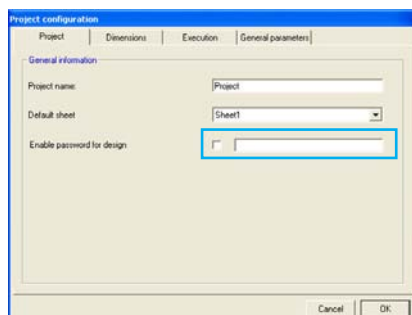 Project configuration
Project Dimensions Execution General parameters
General information
Project name: Project
Default sheet Sheet1
Enable password for design
Cancel OK